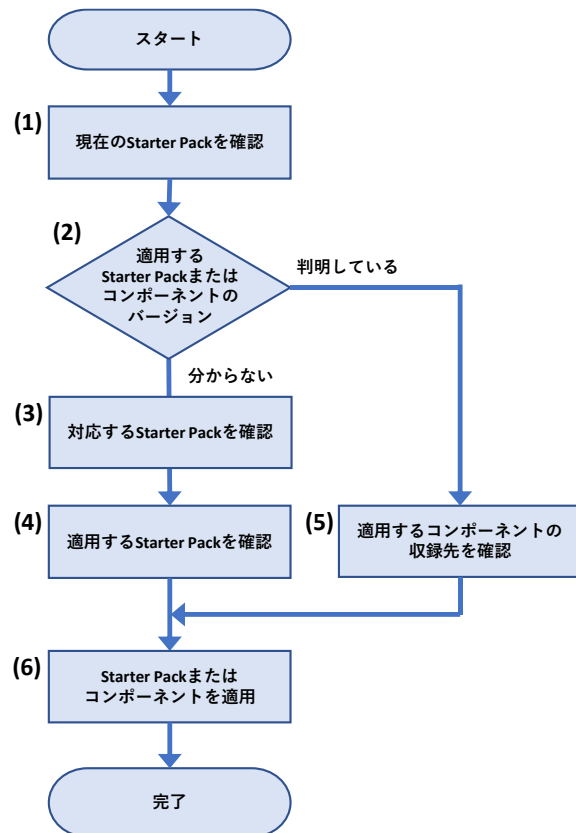 スタート
(1)
現在のStarter Packを確認
(2)
適用する
Starter Packまたは
コンポーネントの
バージョン
判明している
分からない
(3)
対応するStarter Packを確認
(4)
適用するStarter Packを確認
(5)
適用するコンポーネントの
収録先を確認
(6)
Starter Packまたは
コンポーネントを適用
完了